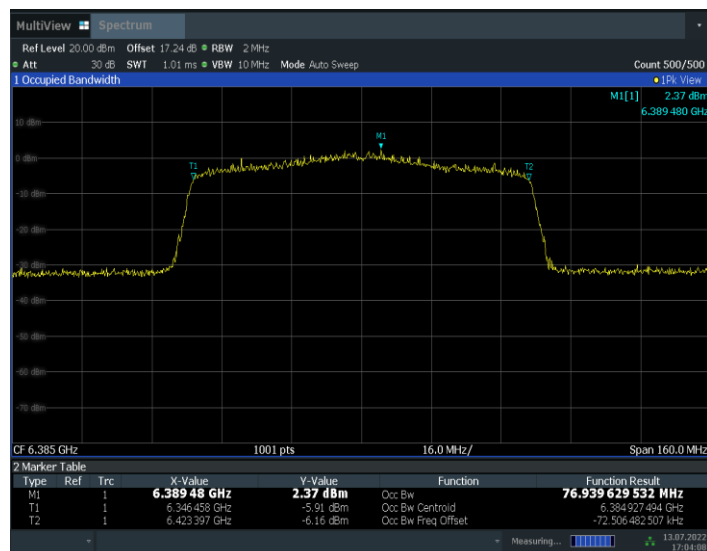 MultiView Spectrum
Ref Level 20.00 dBm Offset 17.24 dB RBW 2 MHz
Att 30 dB SWT 1.01 ms VBW 10 MHz Mode Auto Sweep Count 500/500
1 Occupied Bandwidth 1Pk View
M1[1] 2.37 dBm
6.389 480 GHz
10 dBm
M1
0 dBm
T1 T2
-10 dBm
-20 dBm
-30 dBm
-40 dBm
-50 dBm
-60 dBm
-70 dBm
CF 6.385 GHz 1001 pts 16.0 MHz/ Span 160.0 MHz
2 Marker Table
Type Ref Trc X-Value Y-Value Function Function Result
M1 1 6.389 48 GHz 2.37 dBm Occ Bw 76.939 629 532 MHz
T1 1 6.346 458 GHz -5.91 dBm Occ Bw Centroid 6.384 927 494 GHz
T2 1 6.423 397 GHz -6.16 dBm Occ Bw Freq Offset -72.506 482 507 kHz
Measuring... 13.07.2022
17:04:08